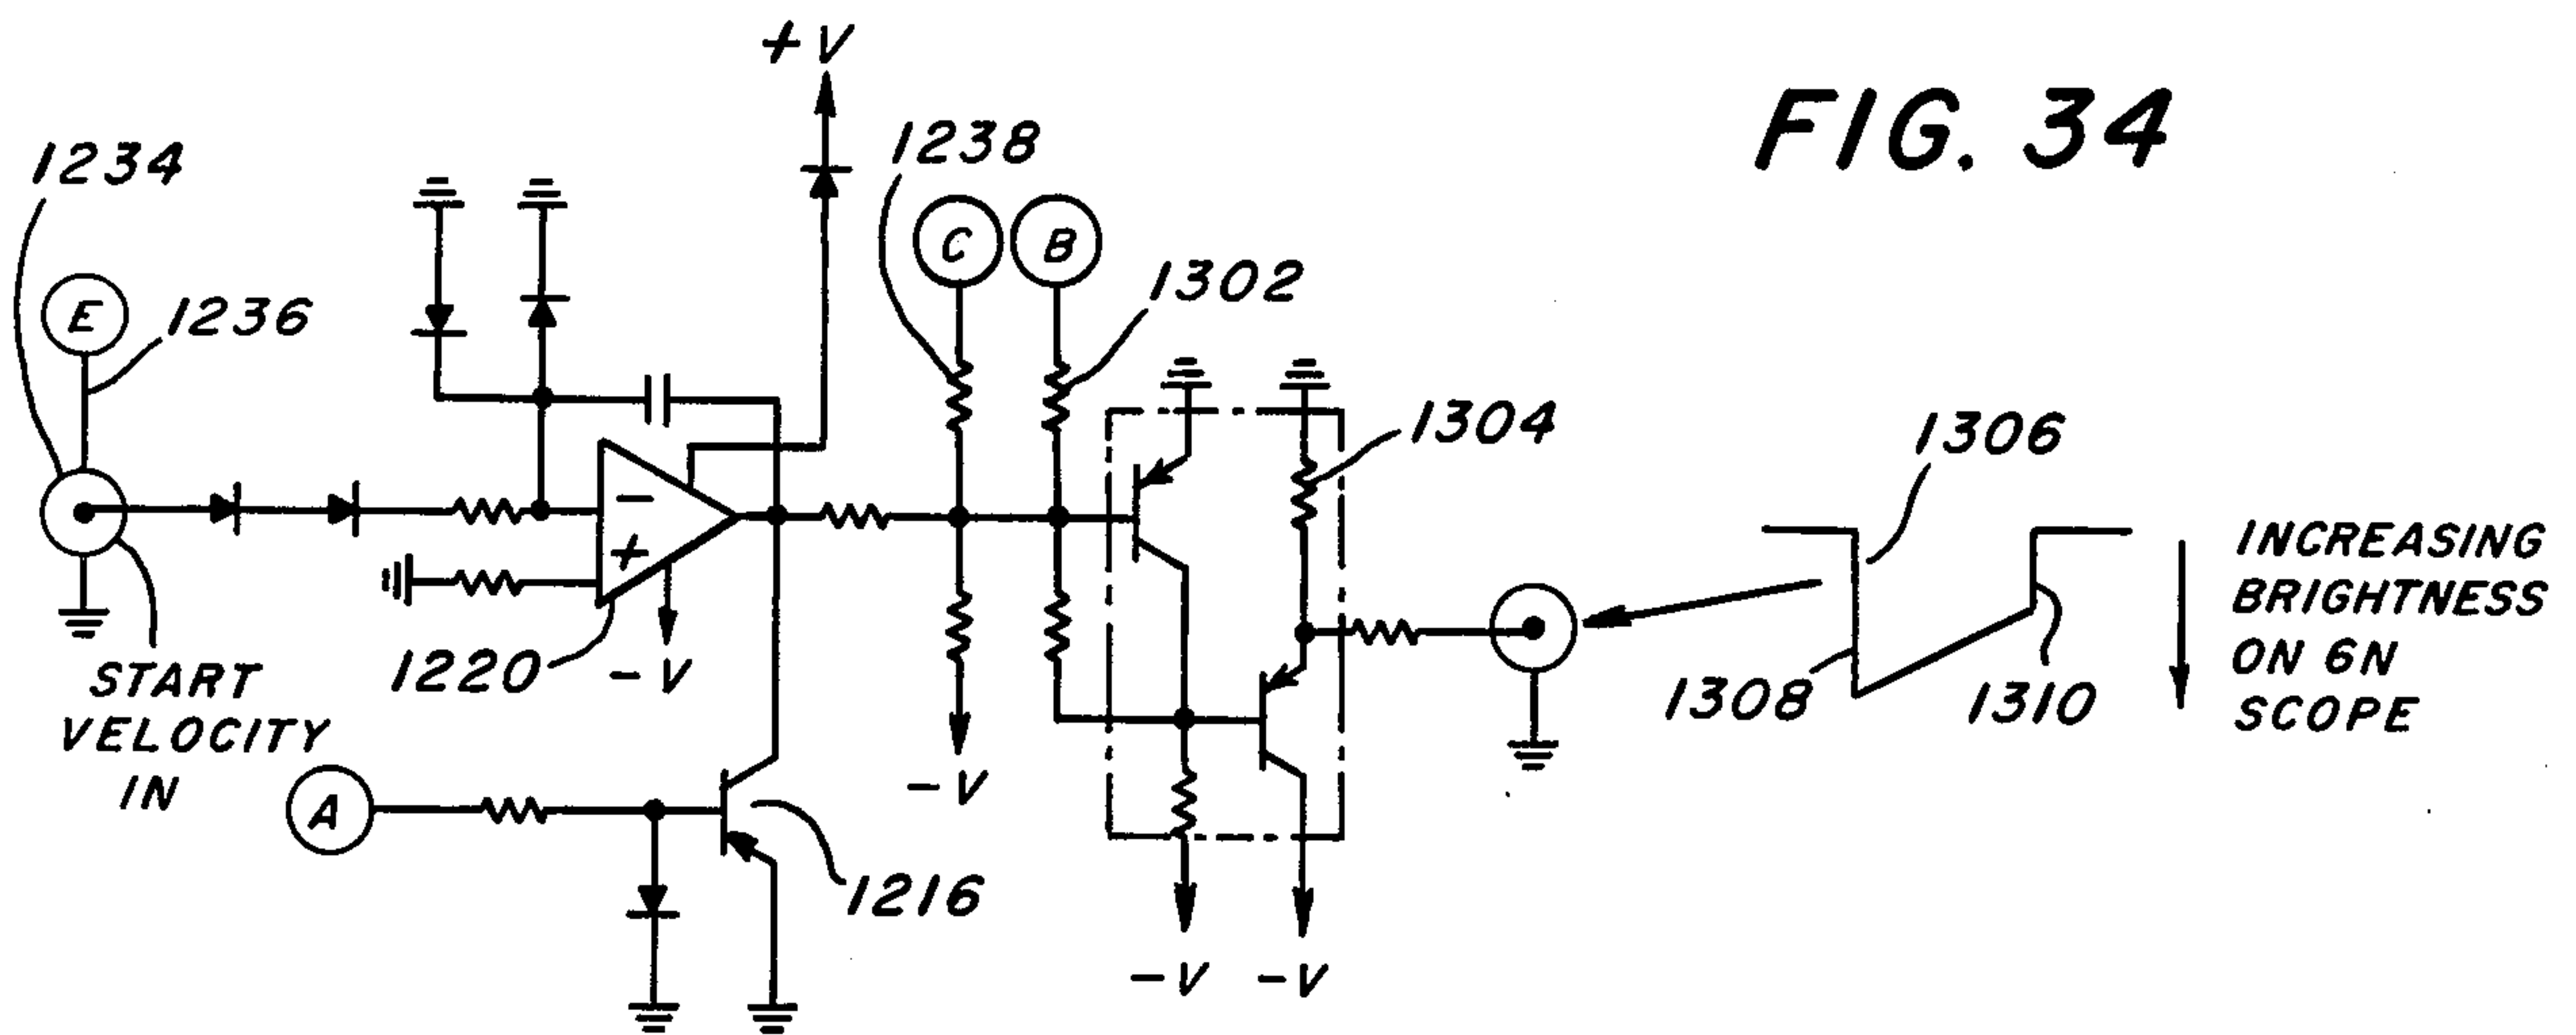 FIG. 34
+V
1234
1238
C
B
1302
E
1236
1304
1306
-
+
INCREASING
BRIGHTNESS
ON 6N
SCOPE
1220
-V
1308
1310
START
VELOCITY
IN
-V
A
1216
-V
-V